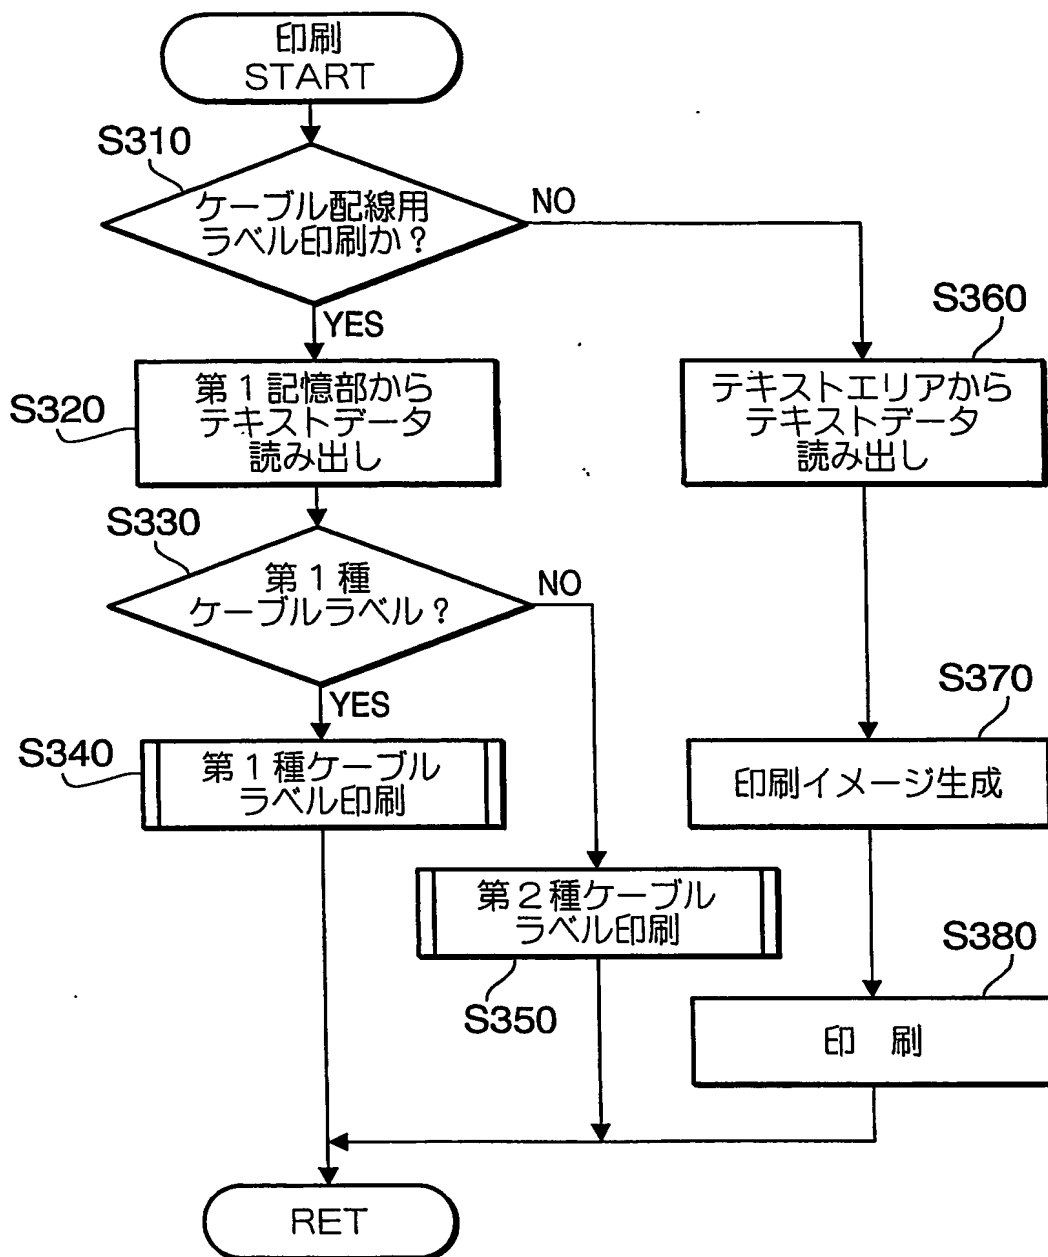 印刷
START
S310
ケーブル配線用
ラベル印刷か？
NO
YES
S360
S320
第１記憶部から
テキストデータ
読み出し
テキストエリアから
テキストデータ
読み出し
S330
第１種
ケーブルラベル？
NO
YES
S370
S340
第１種ケーブル
ラベル印刷
印刷イメージ生成
第２種ケーブル
ラベル印刷
S350
S380
印　刷
RET